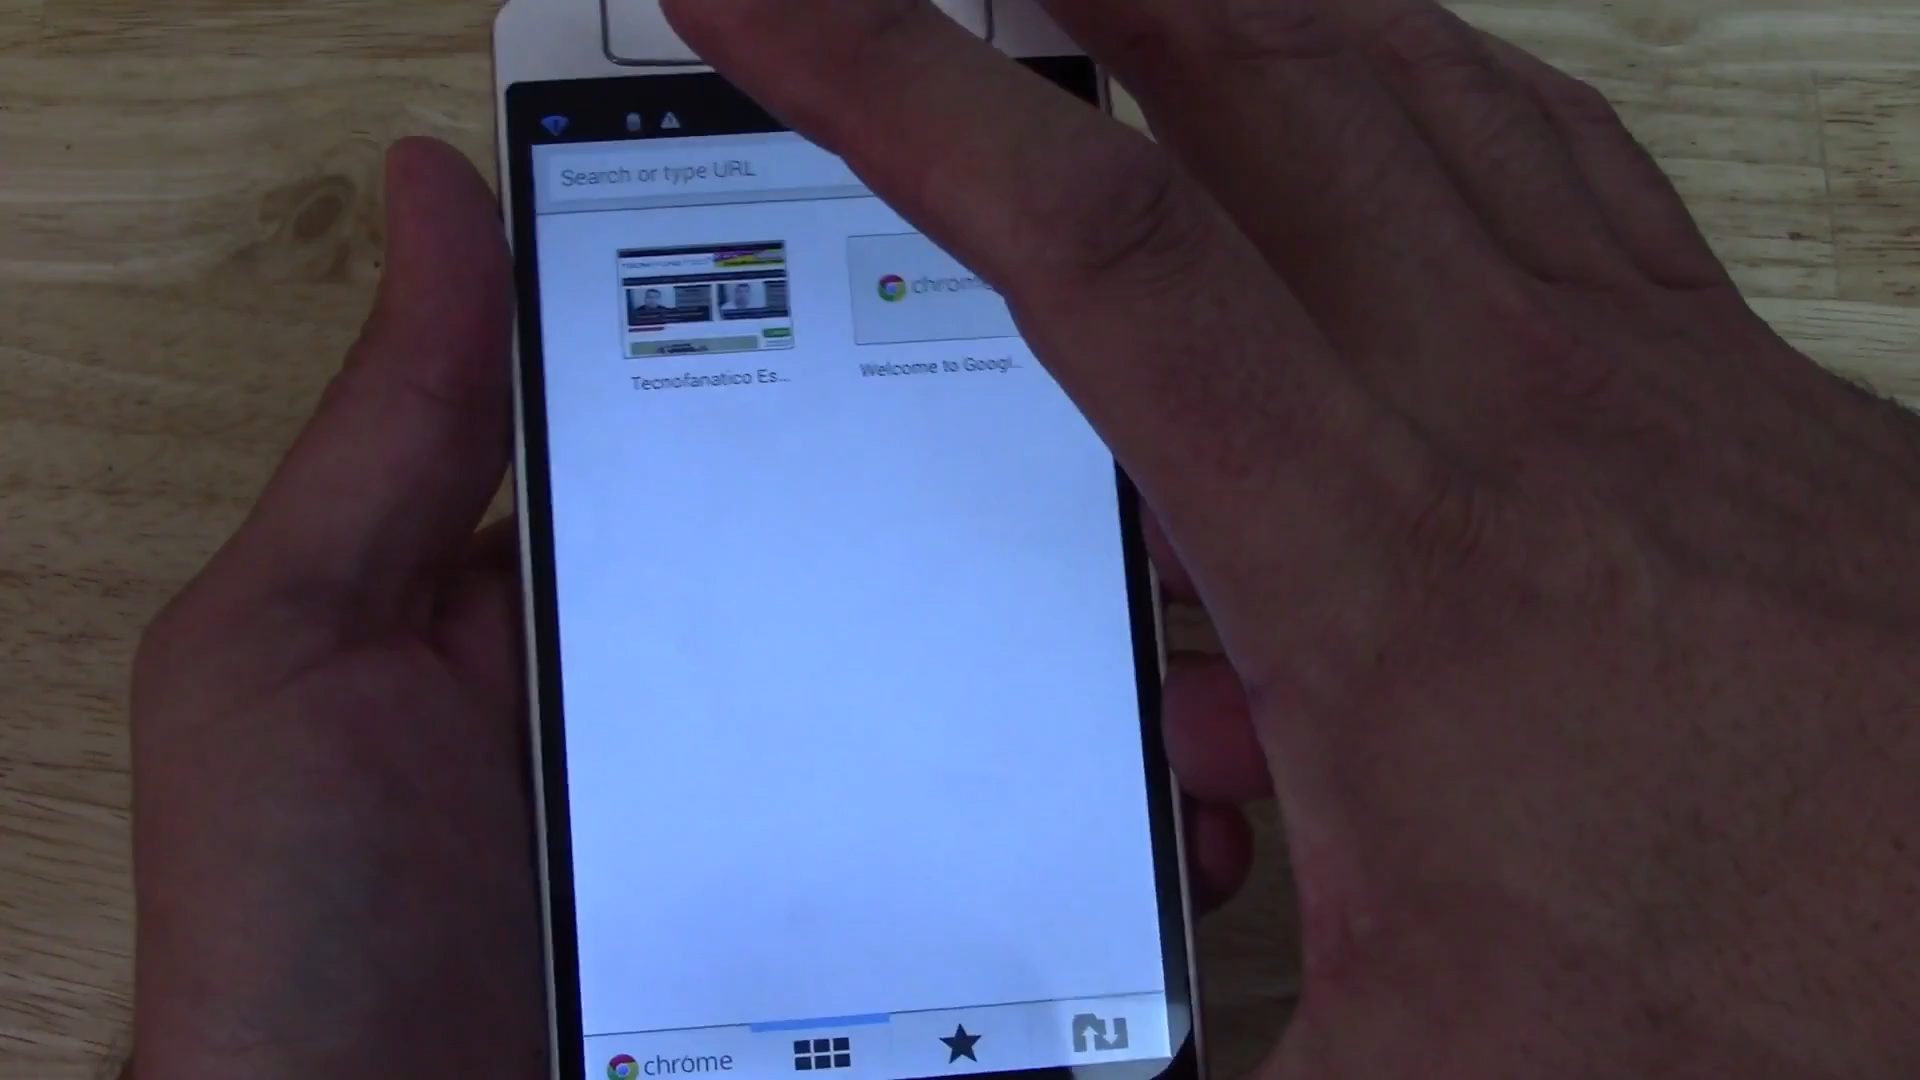 Search or type URL
chrome
Tecnofanatico Es...
Welcome to Googl...
chrome